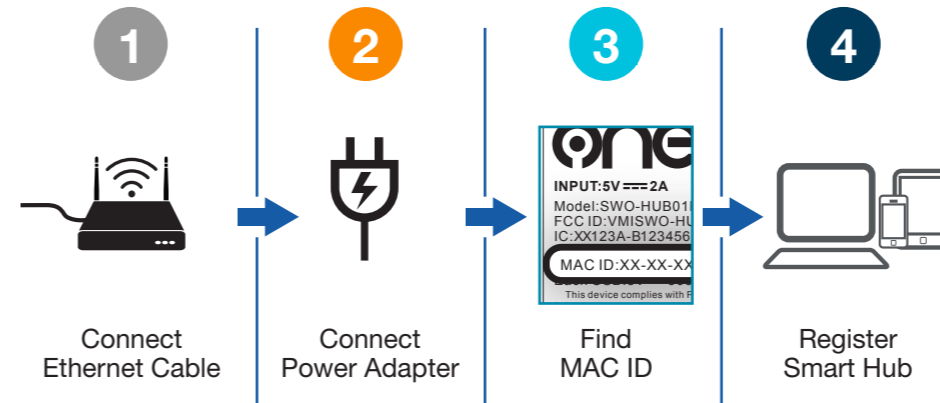 1
2
3
4
one
INPUT:5V 2A
Model:SWO-HUB01
FCC ID:VMISWO-HU
IC:XX123A-B123456
MAC ID:XX-XX-XX
This device complies with F
Connect
Ethernet Cable
Connect
Power Adapter
Find
MAC ID
Register
Smart Hub